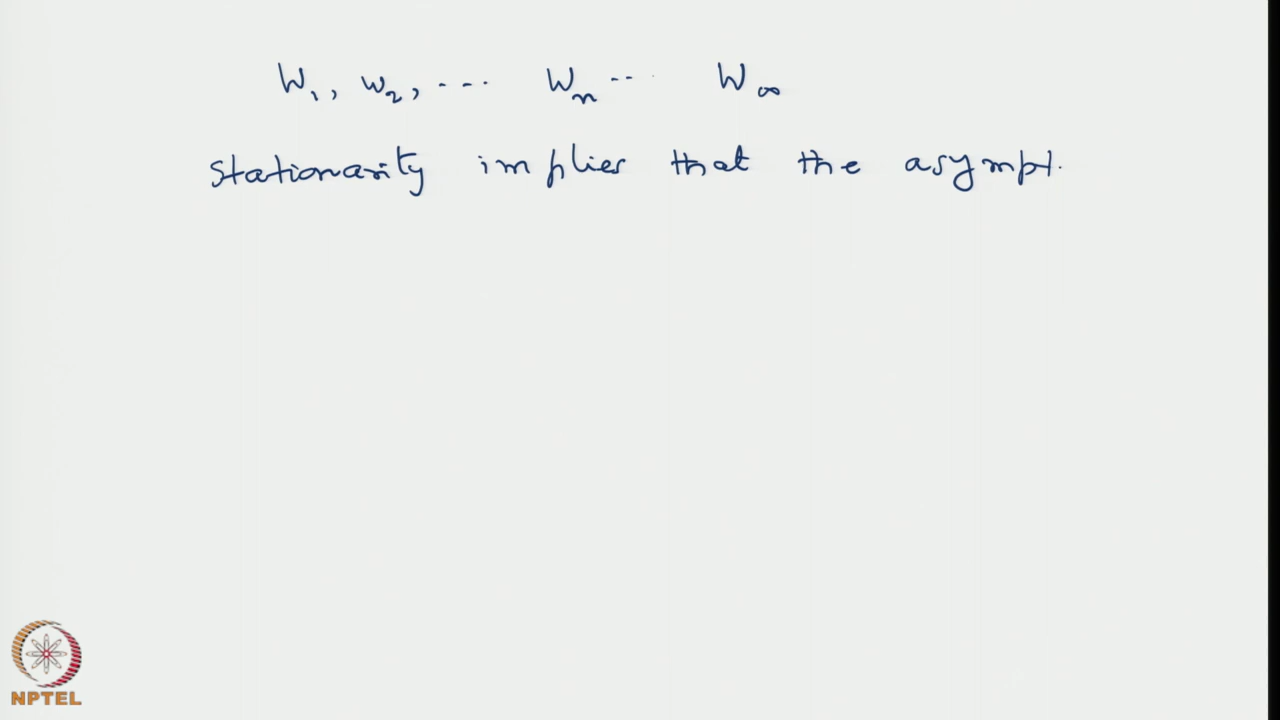 W₁, W₂, --- Wₙ -- W∞
Stationarity implies that the asympt.
NPTEL